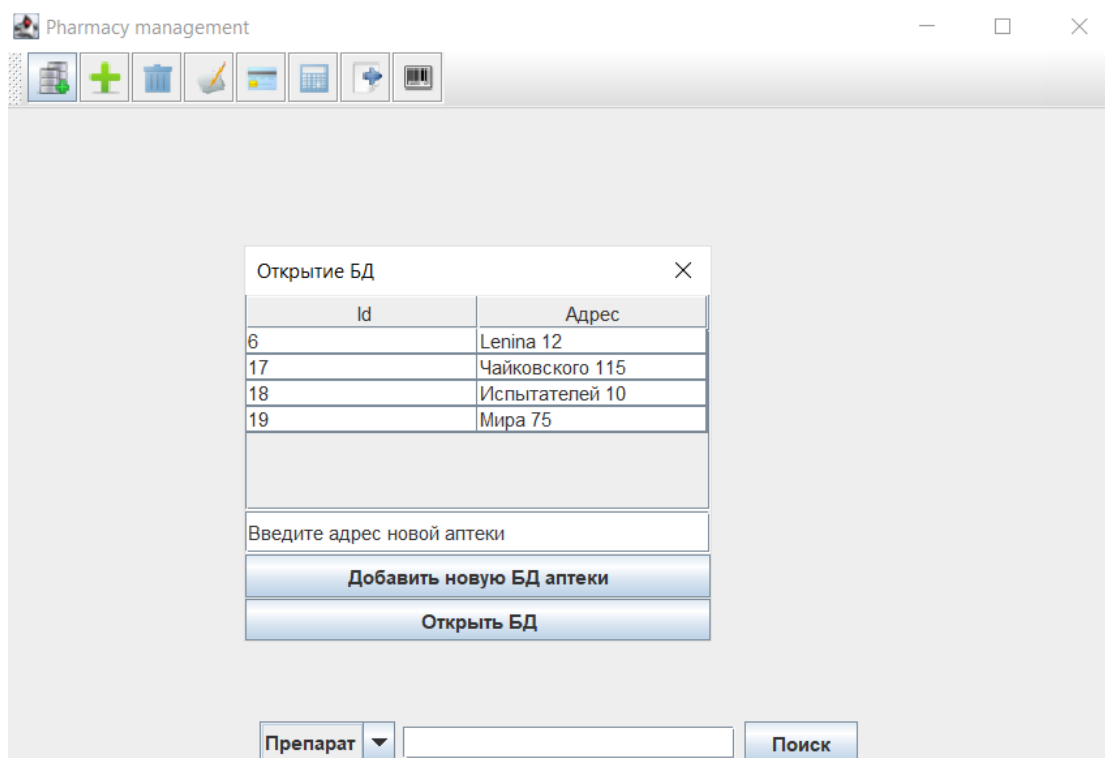 Pharmacy management
Открытие БД
Id Адрес
6 Lenina 12
17 Чайковского 115
18 Испытателей 10
19 Мира 75
Введите адрес новой аптеки
Добавить новую БД аптеки
Открыть БД
Препарат Поиск